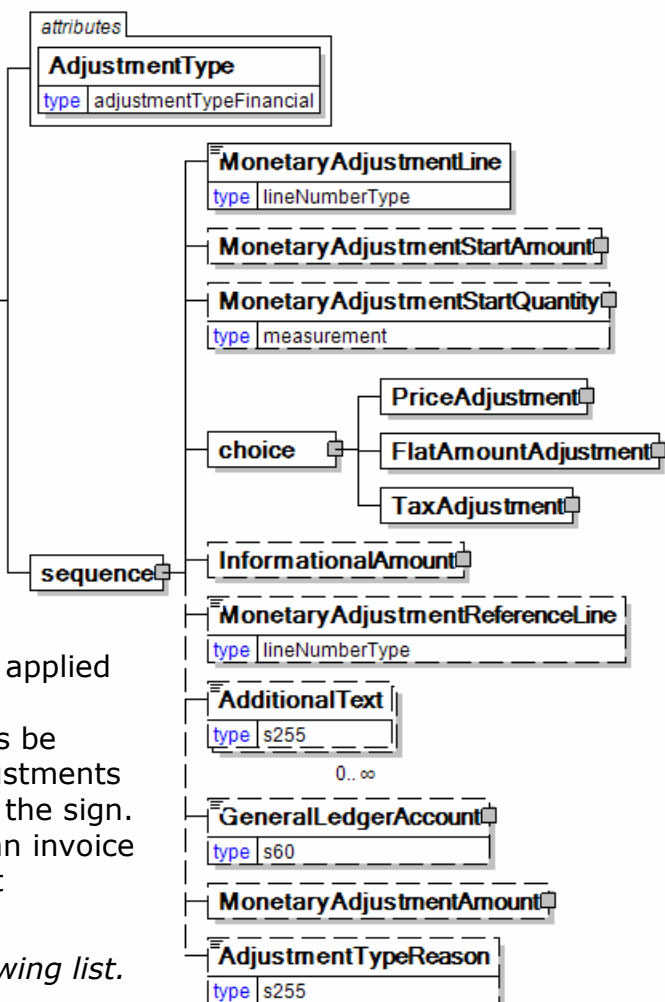 attributes
AdjustmentType
type adjustmentTypeFinancial
MonetaryAdjustmentLine
type lineNumberType
MonetaryAdjustmentStartAmount
MonetaryAdjustmentStartQuantity
type measurement
choice
PriceAdjustment
FlatAmountAdjustment
TaxAdjustment
sequence
InformationalAmount
MonetaryAdjustmentReferenceLine
type lineNumberType
AdditionalText
type s255
0.. ∞
GeneralLedgerAccount
type s60
MonetaryAdjustmentAmount
AdjustmentTypeReason
type s255
applied
s be
ustments
the sign.
an invoice
t
wing list.